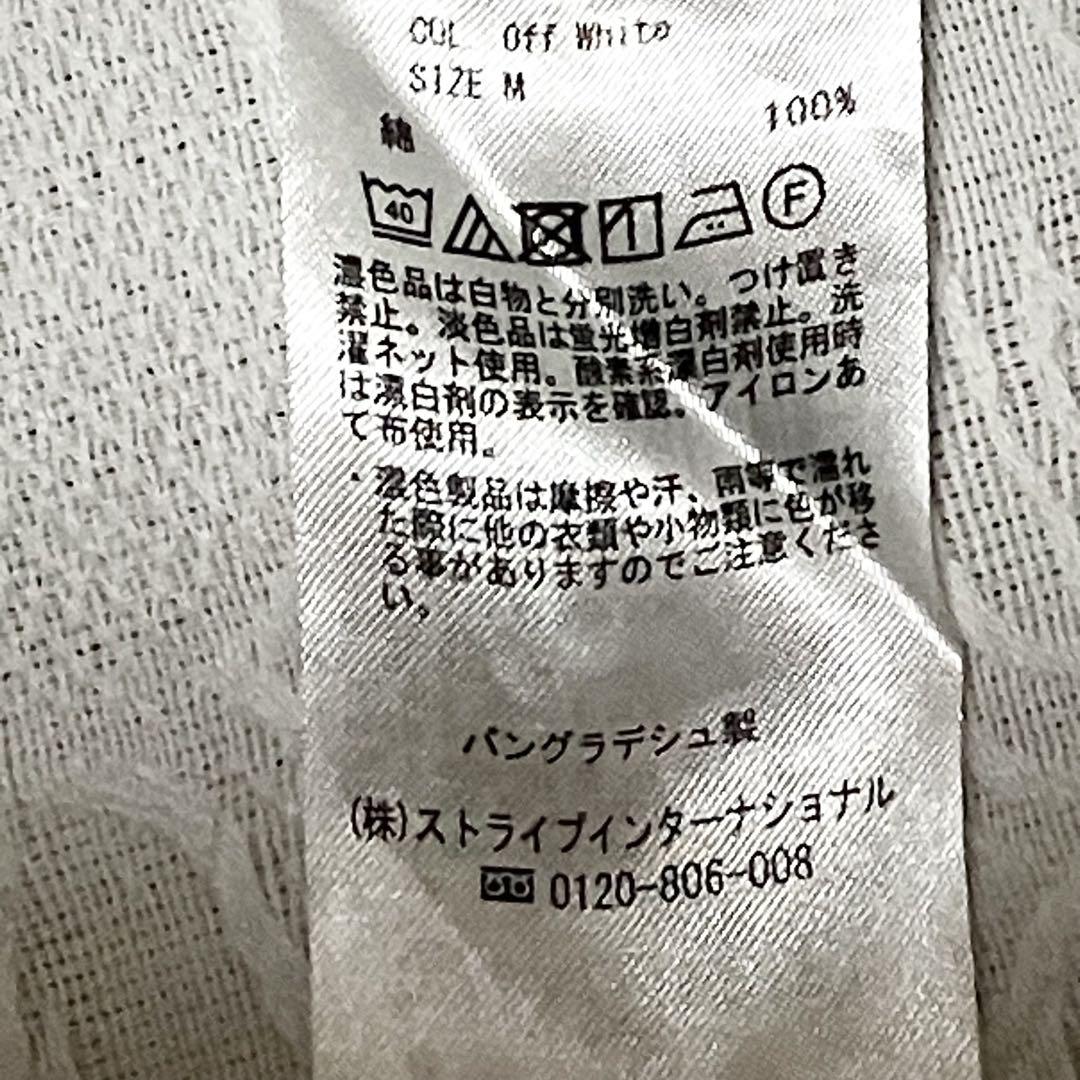 COL Off White
SIZE M
綿 100%
40 F
濃色品は白物と分別洗い。つけ置き
禁止。淡色品は蛍光増白剤禁止。洗
濯ネット使用。酸素系漂白剤使用時
は漂白剤の表示を確認。アイロンあ
て布使用。
・濃色製品は摩擦や汗、雨等で濡れ
た際に他の衣類や小物類に色が移
る事がありますのでご注意くださ
い。
バングラデシュ製
(株)ストライプインターナショナル
0120-806-008